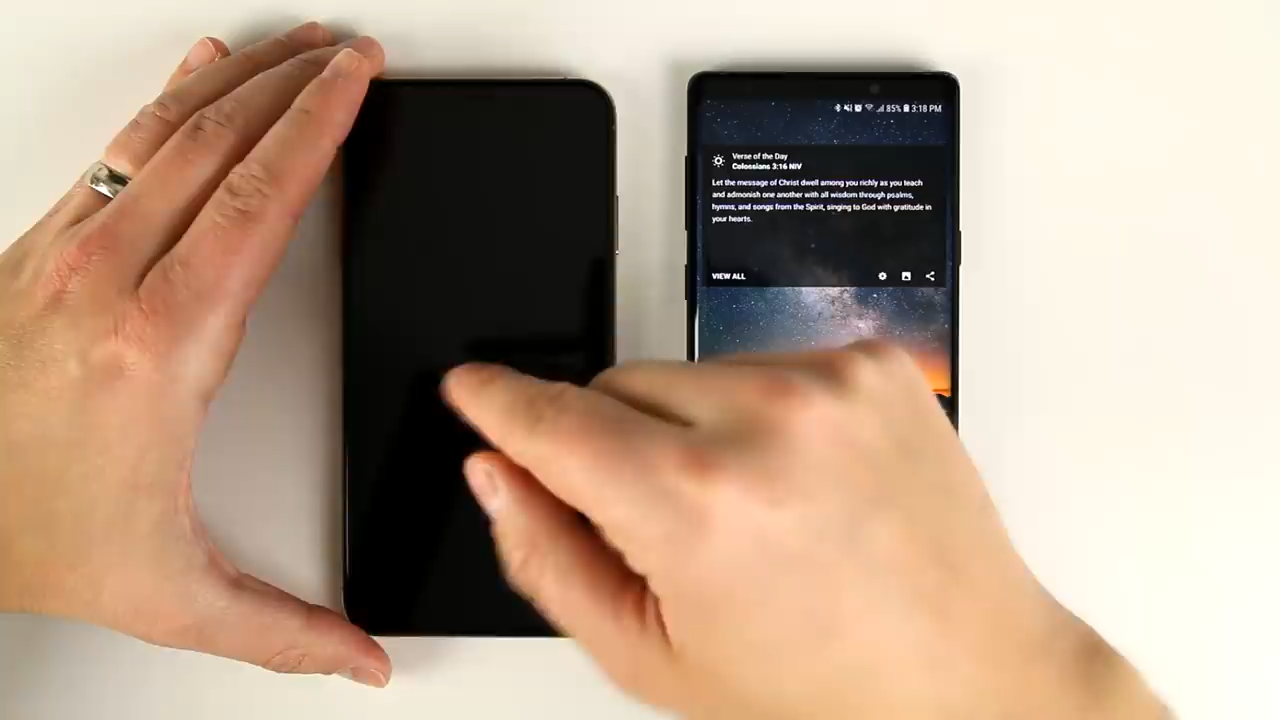 85% 3:18 PM
Verse of the Day
Colossians 3:16 NIV
Let the message of Christ dwell among you richly as you teach
and admonish one another with all wisdom through psalms,
hymns, and songs from the Spirit, singing to God with gratitude in
your hearts.
VIEW ALL